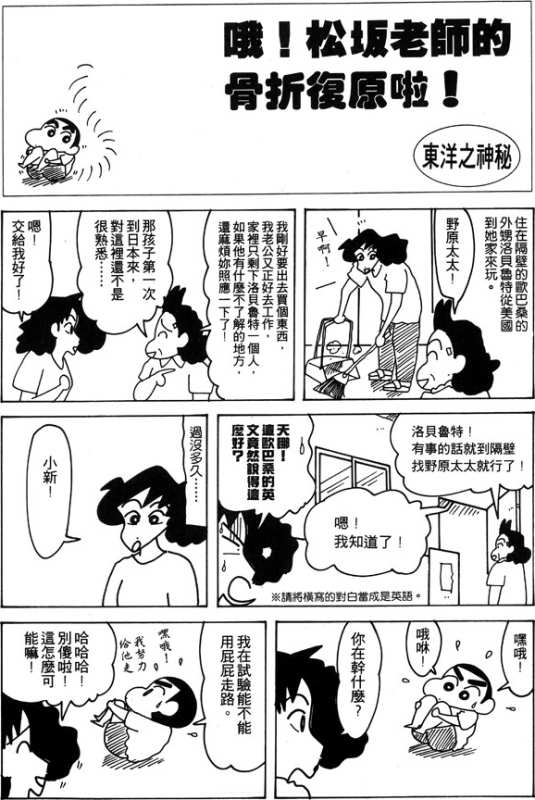 哦！松坂老師的
骨折復原啦！
東洋之神秘
住在隔壁的歐巴桑的
外甥洛貝魯特從美國
到她家來玩。
野原太太！
早啊！
我剛好要出去買個東西，
我老公又正好去工作，
家裡只剩下洛貝魯特一個人，
如果他有什麼不了解的地方，
還麻煩妳照應一下了！
那孩子第一次
到日本來，
對這裡還不是
很熟悉……
嗯！
交給我好了！
洛貝魯特！
有事的話就到隔壁
找野原太太就行了！
嗯！
我知道了！
天哪！
這歐巴桑的英
文竟然說得這
麼好？
※請將橫寫的對白當成是英語。
過沒多久……
小新！
嘿哦！
哦咻！
你在幹什麼？
我在試驗能不能
用屁屁走路。
嘿哦！
我努力
給他走
哈哈哈！
別傻啦！
這怎麼可
能嘛！